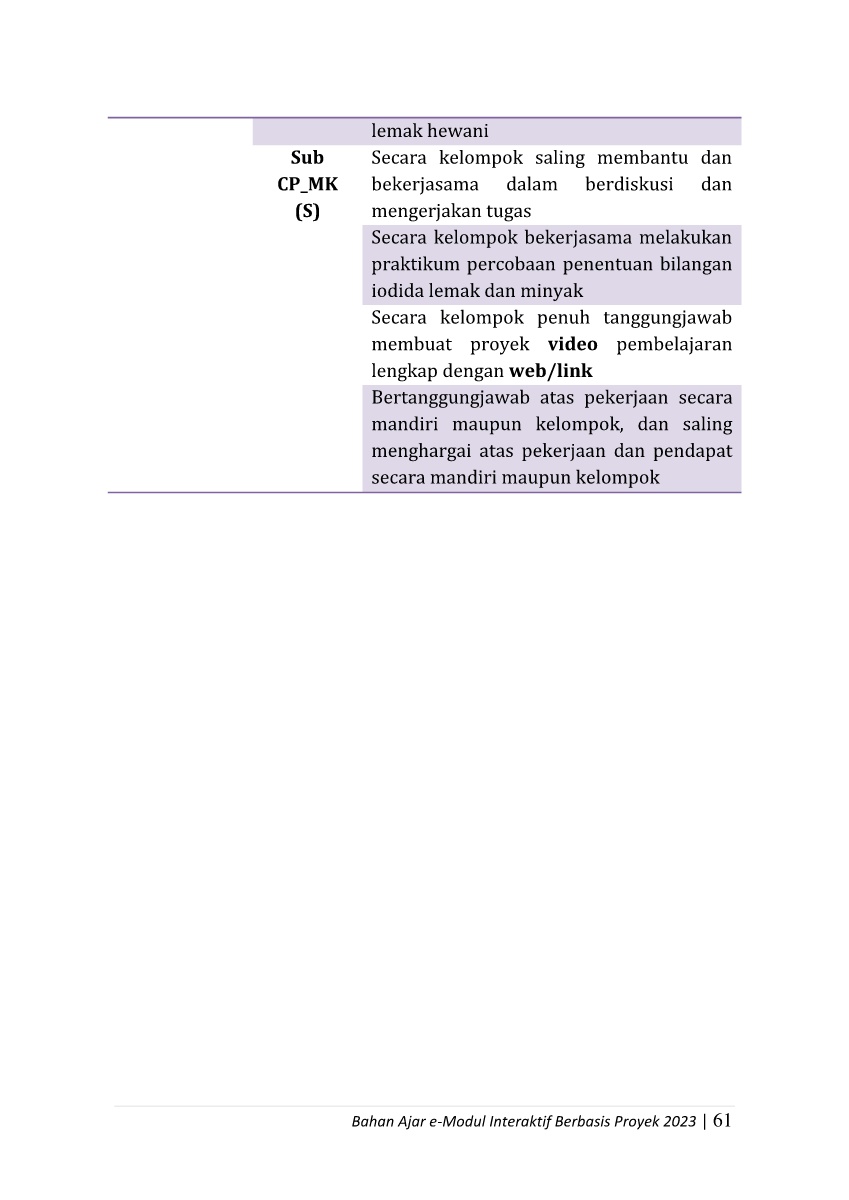 lemak hewani
Sub Secara kelompok saling membantu dan
CP_MK bekerjasama dalam berdiskusi dan
(S) mengerjakan tugas
Secara kelompok bekerjasama melakukan
praktikum percobaan penentuan bilangan
iodida lemak dan minyak
Secara kelompok penuh tanggungjawab
membuat proyek video pembelajaran
lengkap dengan web/link
Bertanggungjawab atas pekerjaan secara
mandiri maupun kelompok, dan saling
menghargai atas pekerjaan dan pendapat
secara mandiri maupun kelompok
Bahan Ajar e-Modul Interaktif Berbasis Proyek 2023 | 61